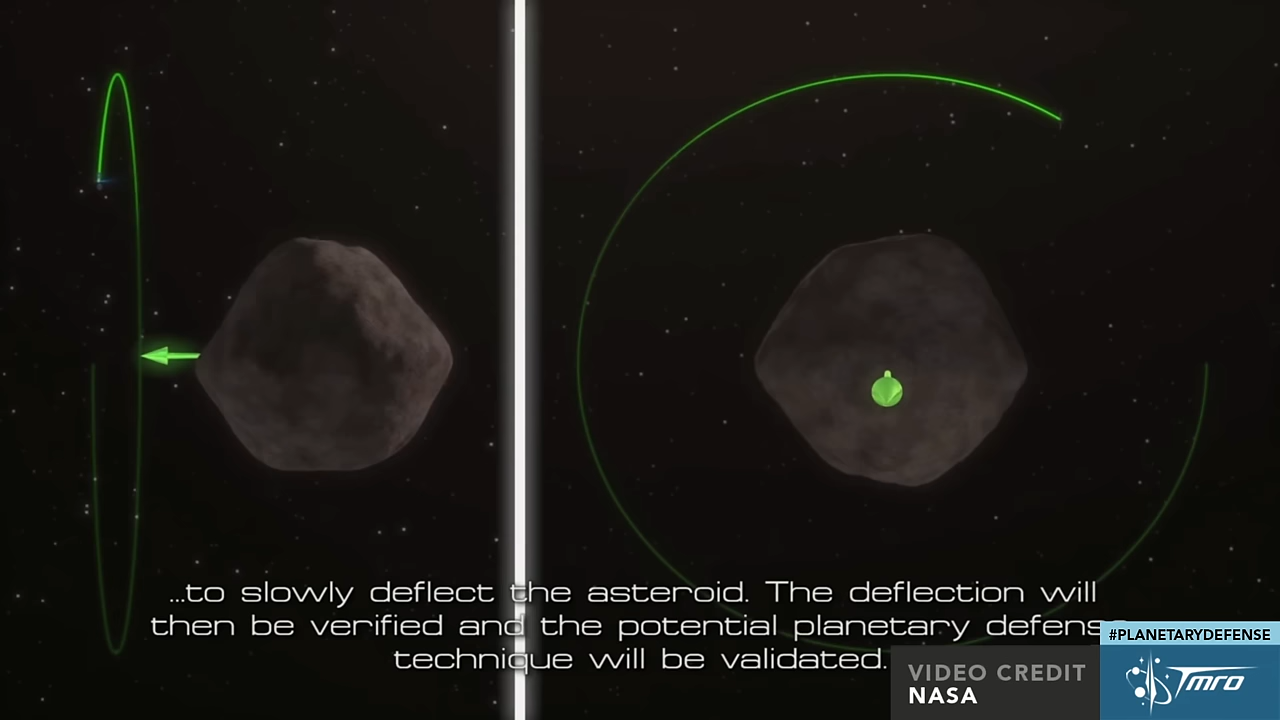 ...to slowly deflect the asteroid. The deflection will
then be verified and the potential planetary defense
technique will be validated.
#PLANETARYDEFENSE
VIDEO CREDIT
NASA
TMRO